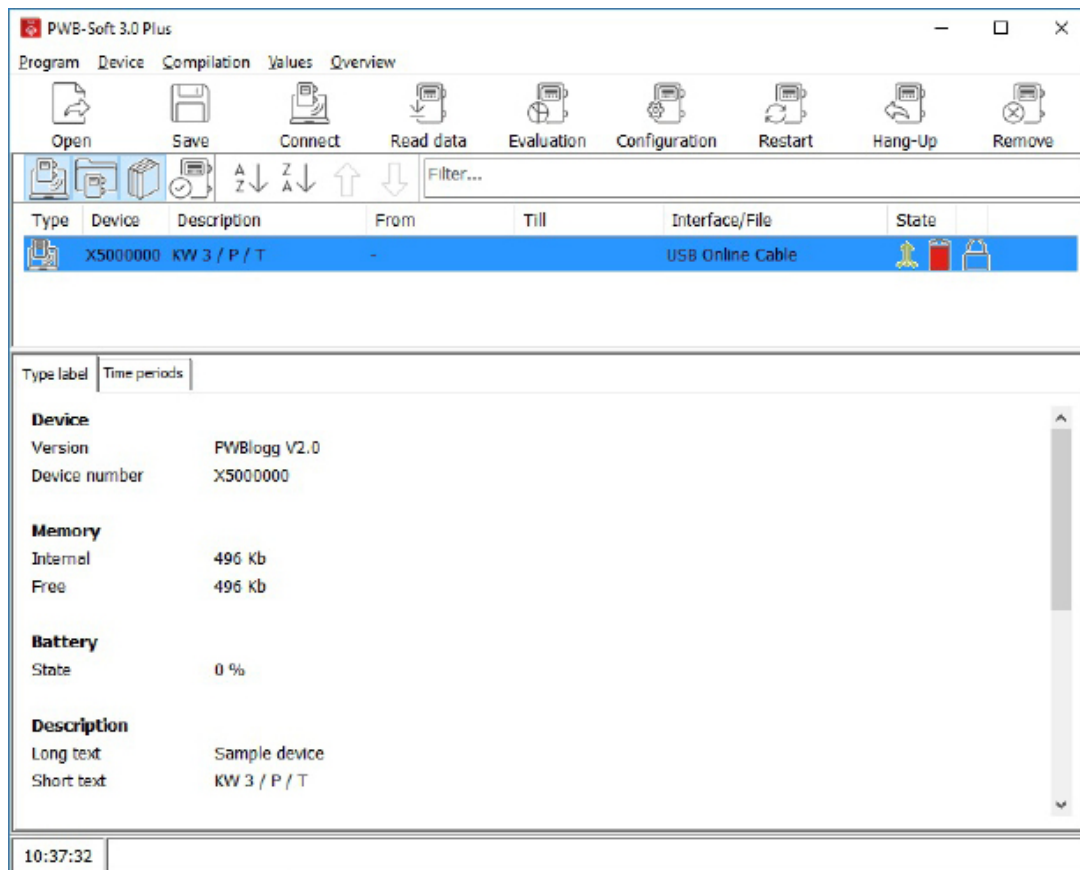 PWB-Soft 3.0 Plus
Program Device Compilation Values Overview
Open Save Connect Read data Evaluation Configuration Restart Hang-Up Remove
A Z Z A Filter...
Type Device Description From Till Interface/File State
X5000000 KW 3 / P / T - USB Online Cable
Type label Time periods
Device
Version PWBlogg V2.0
Device number X5000000
Memory
Internal 496 Kb
Free 496 Kb
Battery
State 0 %
Description
Long text Sample device
Short text KW 3 / P / T
10:37:32